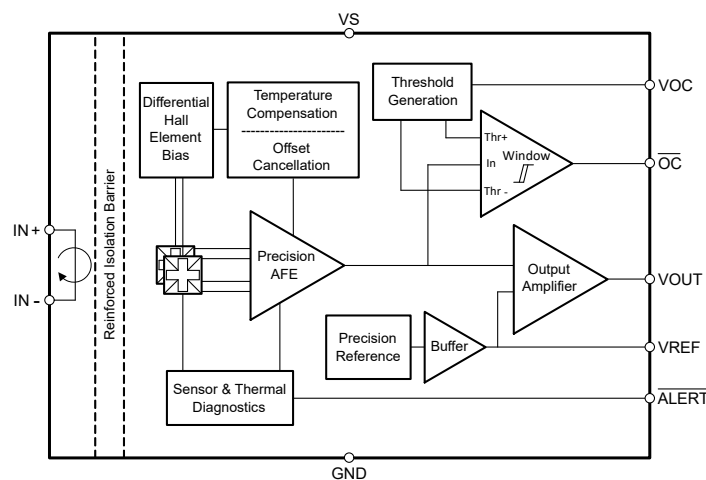 VS
Differential
Hall
Element
Bias
Temperature
Compensation
Offset
Cancellation
Threshold
Generation
VOC
Thr+
In
Window
Thr -
OC
Reinforced Isolation Barrier
IN +
IN -
Precision
AFE
Output
Amplifier
VOUT
Precision
Reference
Buffer
VREF
Sensor & Thermal
Diagnostics
ALERT
GND